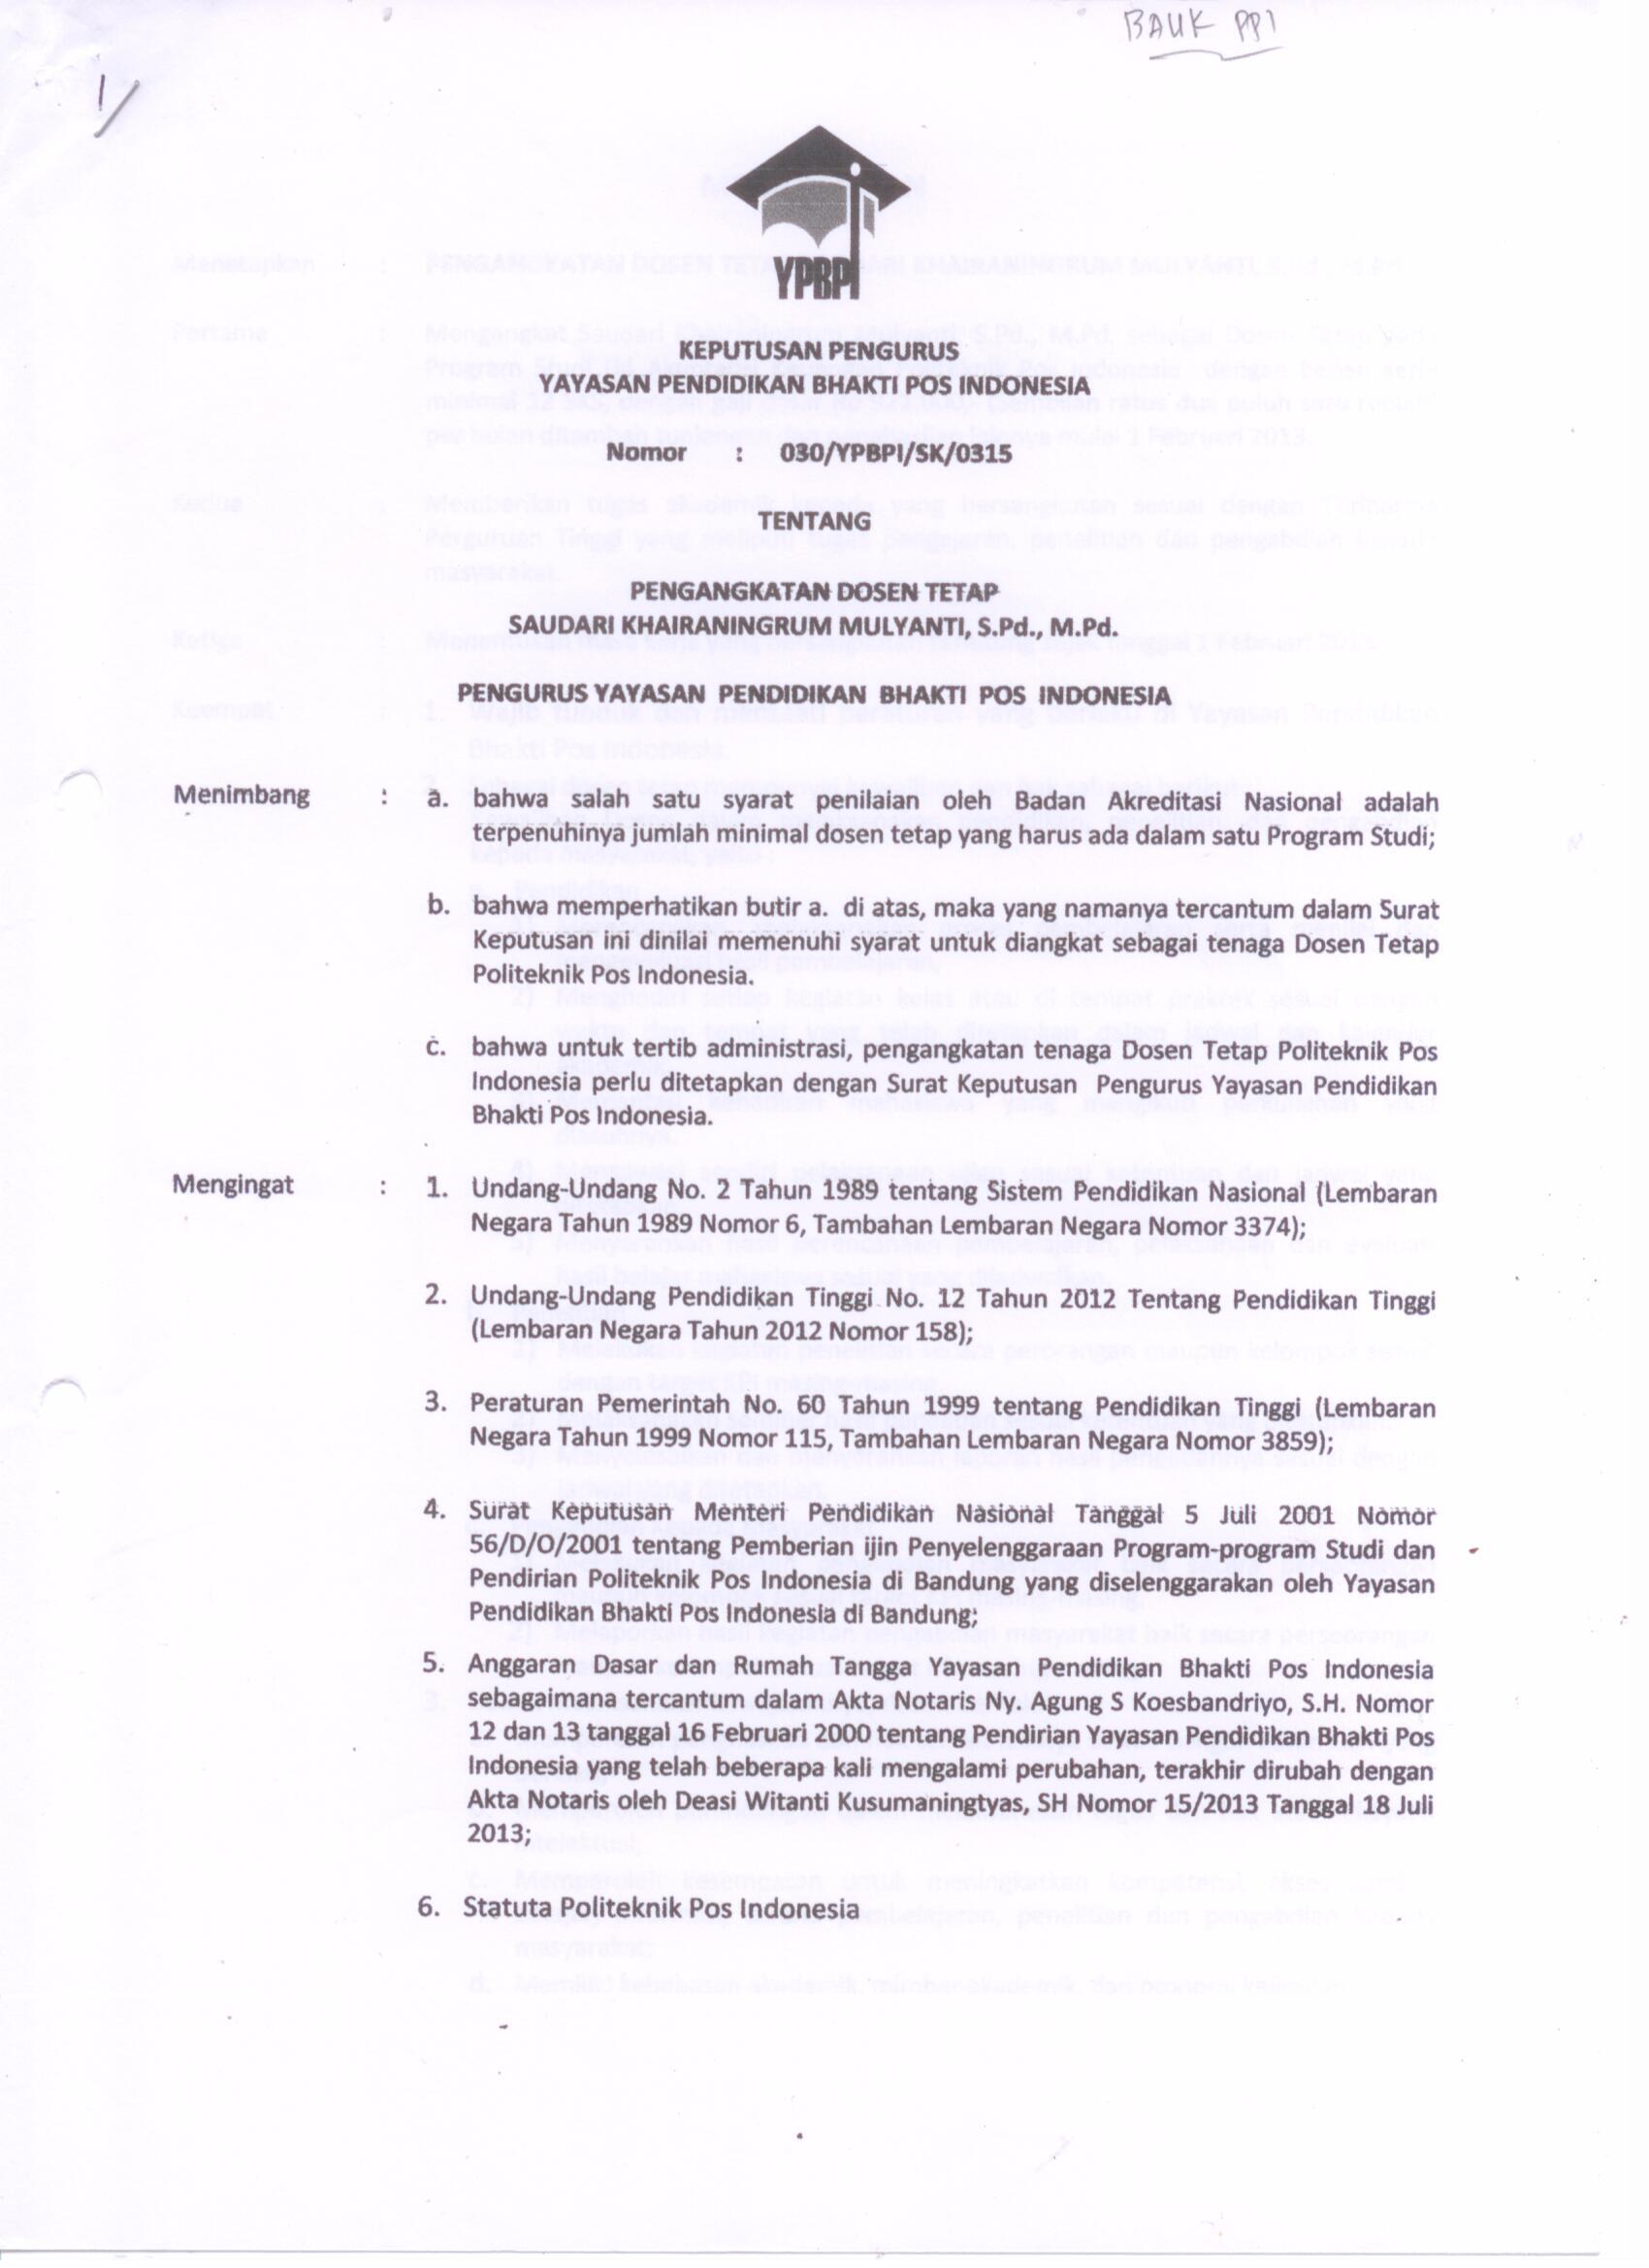 BAUK PPI
1/
YPBPI
KEPUTUSAN PENGURUS
YAYASAN PENDIDIKAN BHAKTI POS INDONESIA
Nomor : 030/YPBPI/SK/0315
TENTANG
PENGANGKATAN DOSEN TETAP
SAUDARI KHAIRANINGRUM MULYANTI, S.Pd., M.Pd.
PENGURUS YAYASAN PENDIDIKAN BHAKTI POS INDONESIA
Menimbang : a. bahwa salah satu syarat penilaian oleh Badan Akreditasi Nasional adalah
terpenuhinya jumlah minimal dosen tetap yang harus ada dalam satu Program Studi;
b. bahwa memperhatikan butir a. di atas, maka yang namanya tercantum dalam Surat
Keputusan ini dinilai memenuhi syarat untuk diangkat sebagai tenaga Dosen Tetap
Politeknik Pos Indonesia.
c. bahwa untuk tertib administrasi, pengangkatan tenaga Dosen Tetap Politeknik Pos
Indonesia perlu ditetapkan dengan Surat Keputusan Pengurus Yayasan Pendidikan
Bhakti Pos Indonesia.
Mengingat : 1. Undang-Undang No. 2 Tahun 1989 tentang Sistem Pendidikan Nasional (Lembaran
Negara Tahun 1989 Nomor 6, Tambahan Lembaran Negara Nomor 3374);
2. Undang-Undang Pendidikan Tinggi No. 12 Tahun 2012 Tentang Pendidikan Tinggi
(Lembaran Negara Tahun 2012 Nomor 158);
3. Peraturan Pemerintah No. 60 Tahun 1999 tentang Pendidikan Tinggi (Lembaran
Negara Tahun 1999 Nomor 115, Tambahan Lembaran Negara Nomor 3859);
4. Surat Keputusan Menteri Pendidikan Nasional Tanggal 5 Juli 2001 Nomor
56/D/O/2001 tentang Pemberian ijin Penyelenggaraan Program-program Studi dan
Pendirian Politeknik Pos Indonesia di Bandung yang diselenggarakan oleh Yayasan
Pendidikan Bhakti Pos Indonesia di Bandung;
5. Anggaran Dasar dan Rumah Tangga Yayasan Pendidikan Bhakti Pos Indonesia
sebagaimana tercantum dalam Akta Notaris Ny. Agung S Koesbandriyo, S.H. Nomor
12 dan 13 tanggal 16 Februari 2000 tentang Pendirian Yayasan Pendidikan Bhakti Pos
Indonesia yang telah beberapa kali mengalami perubahan, terakhir dirubah dengan
Akta Notaris oleh Deasi Witanti Kusumaningtyas, SH Nomor 15/2013 Tanggal 18 Juli
2013;
6. Statuta Politeknik Pos Indonesia